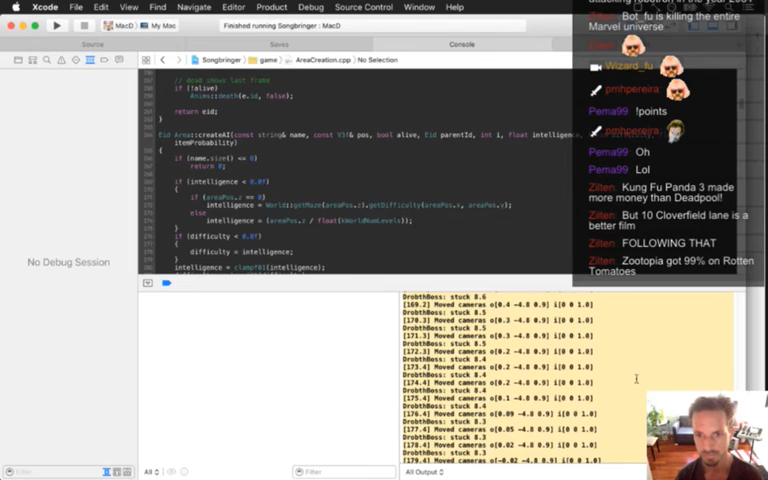 Xcode File Edit View Find Navigate Editor Product Debug Source Control Window Help
MacD My Mac
Finished running Songbringer : MacD
Source
Saves
Console
Songbringer game AreaCreation.cpp No Selection
// dead shows last frame
if (!alive)
Anims::death(e.id, false);
return eid;
}
Eid Area::createAI(const string& name, const V3f& pos, bool alive, Eid parentId, int i, float intelligence,
itemProbability)
{
if (name.size() <= 0)
return 0;
if (intelligence < 0.0f)
{
if (areaPos.z == 0)
intelligence = World::getMaze(areaPos.z).getDifficulty(areaPos.x, areaPos.y);
else
intelligence = (areaPos.z / float(kWorldNumLevels));
}
if (difficulty < 0.0f)
{
difficulty = intelligence;
}
intelligence = clampf01(intelligence);
No Debug Session
DrobthBoss: stuck 8.6
[169.2] Moved cameras o[0.4 -4.8 0.9] i[0 0 1.0]
DrobthBoss: stuck 8.5
[170.3] Moved cameras o[0.3 -4.8 0.9] i[0 0 1.0]
DrobthBoss: stuck 8.5
[171.3] Moved cameras o[0.3 -4.8 0.9] i[0 0 1.0]
DrobthBoss: stuck 8.5
[172.3] Moved cameras o[0.2 -4.8 0.9] i[0 0 1.0]
DrobthBoss: stuck 8.4
[173.4] Moved cameras o[0.2 -4.8 0.9] i[0 0 1.0]
DrobthBoss: stuck 8.4
[174.4] Moved cameras o[0.2 -4.8 0.9] i[0 0 1.0]
DrobthBoss: stuck 8.4
[175.4] Moved cameras o[0.1 -4.8 0.9] i[0 0 1.0]
DrobthBoss: stuck 8.4
[176.4] Moved cameras o[0.09 -4.8 0.9] i[0 0 1.0]
DrobthBoss: stuck 8.3
[177.4] Moved cameras o[0.05 -4.8 0.9] i[0 0 1.0]
DrobthBoss: stuck 8.3
[178.4] Moved cameras o[0.02 -4.8 0.9] i[0 0 1.0]
DrobthBoss: stuck 8.3
[179.4] Moved cameras o[-0.02 -4.8 0.9] i[0 0 1.0]
Filter
All
Filter
All Output
Zilten: Bot_fu is killing the entire
Marvel universe
Zilten:
Wizard_fu:
pmhpereira:
Pema99: !points
pmhpereira:
Pema99: Oh
Pema99: Lol
Zilten: Kung Fu Panda 3 made
more money than Deadpool!
Zilten: But 10 Cloverfield lane is a
better film
Zilten: FOLLOWING THAT
Zilten: Zootopia got 99% on Rotten
Tomatoes